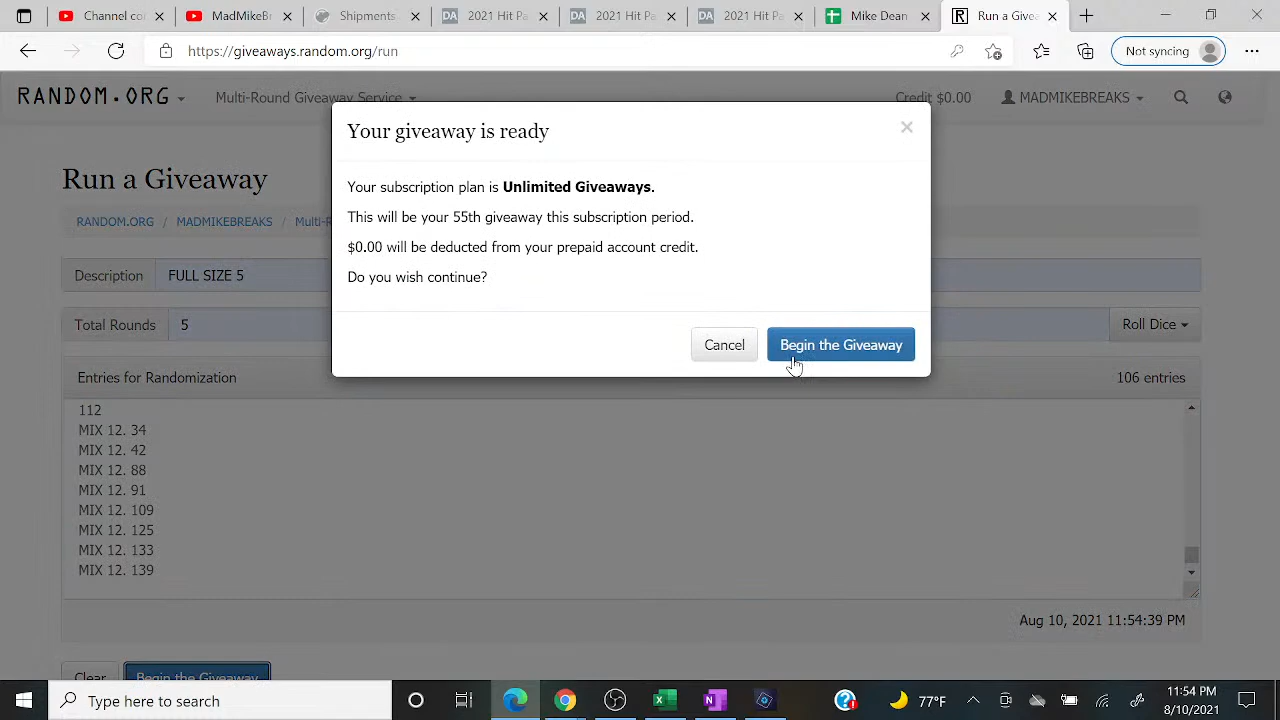 Channel co
MadMikeB
Shipments
DA 2021 Hit P
DA 2021 Hit P
DA 2021 Hit P
Mike Dean
R Run a Give
https://giveaways.random.org/run
Not syncing
RANDOM.ORG
Multi-Round Giveaway Service
Credit $0.00
MADMIKEBREAKS
Your giveaway is ready
×
Your subscription plan is Unlimited Giveaways.
This will be your 55th giveaway this subscription period.
$0.00 will be deducted from your prepaid account credit.
Do you wish continue?
Cancel
Begin the Giveaway
Run a Giveaway
RANDOM.ORG / MADMIKEBREAKS / Multi-R
Description FULL SIZE 5
Total Rounds 5
Roll Dice
Entries for Randomization
106 entries
112
MIX 12. 34
MIX 12. 42
MIX 12. 88
MIX 12. 91
MIX 12. 109
MIX 12. 125
MIX 12. 133
MIX 12. 139
Aug 10, 2021 11:54:39 PM
Clear
Begin the Giveaway
Type here to search
77°F
11:54 PM
8/10/2021